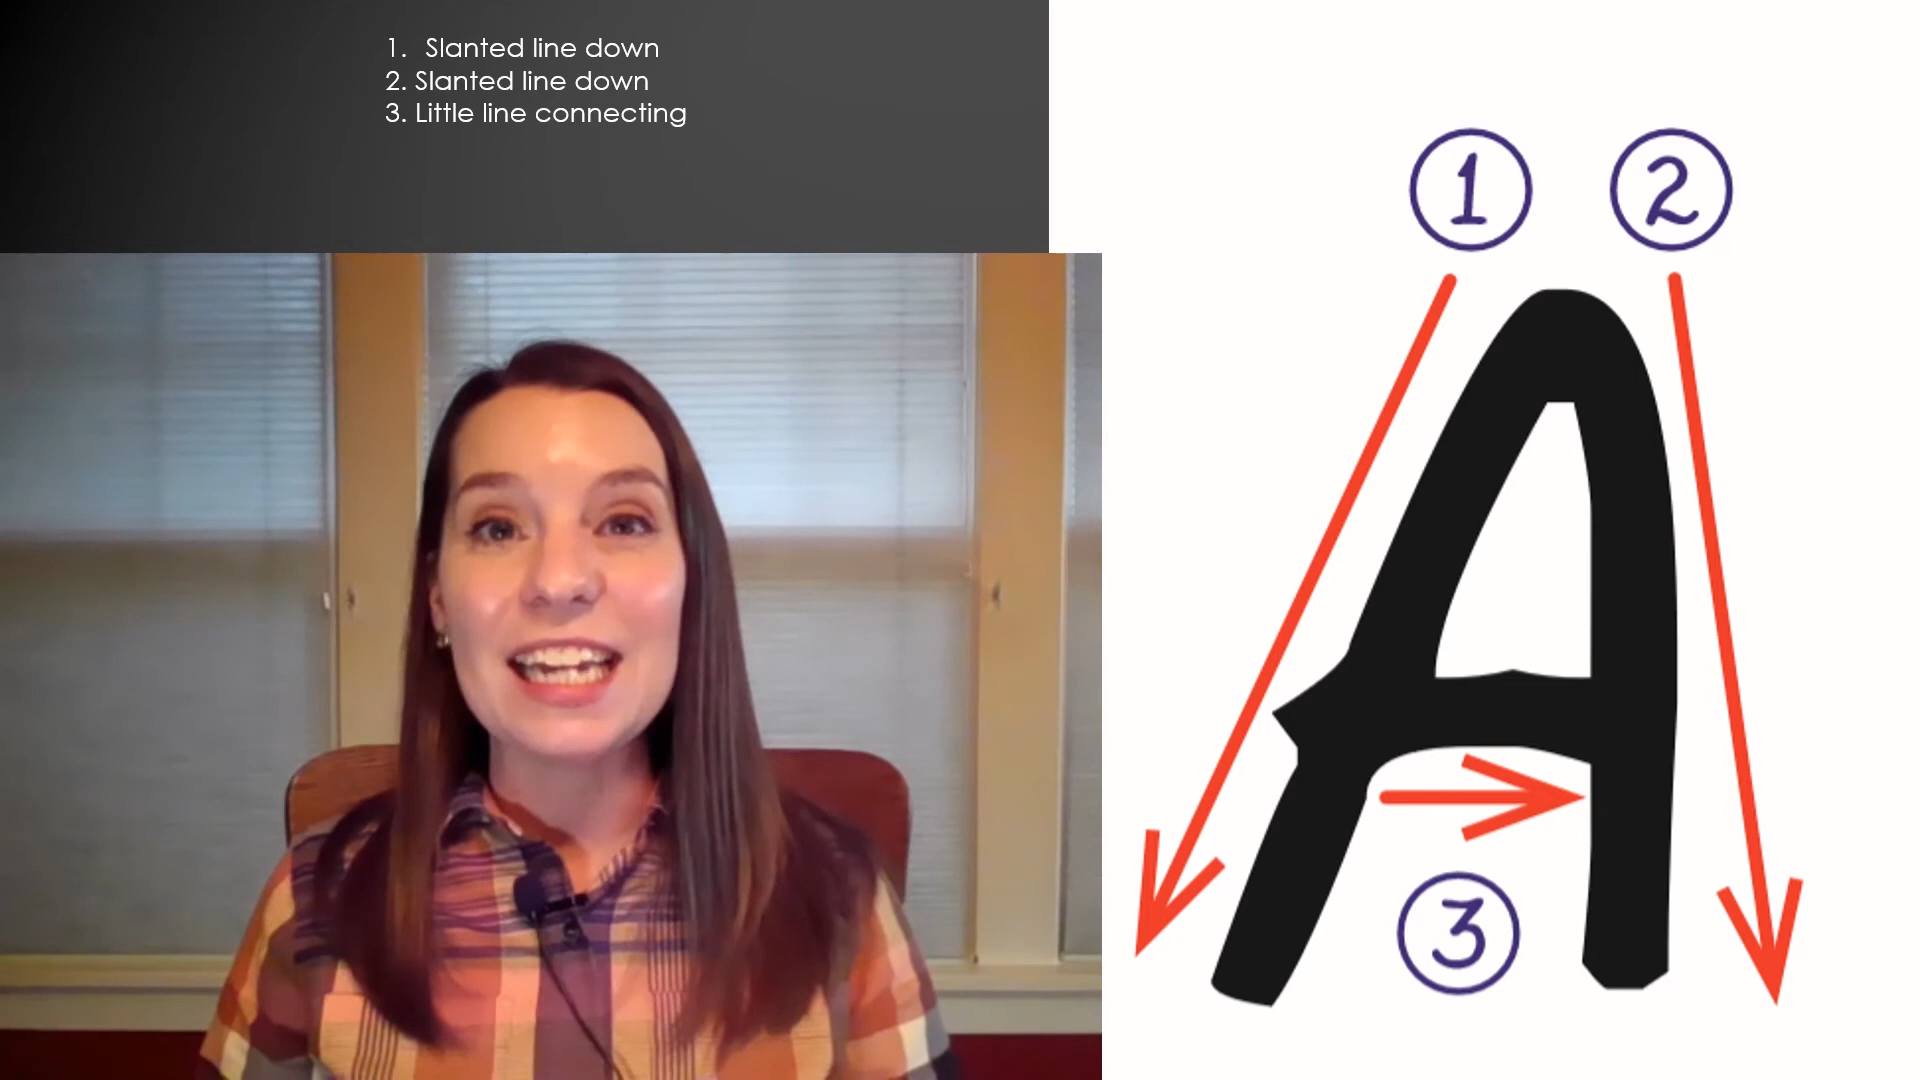 1. Slanted line down
2. Slanted line down
3. Little line connecting
1 2
A
3